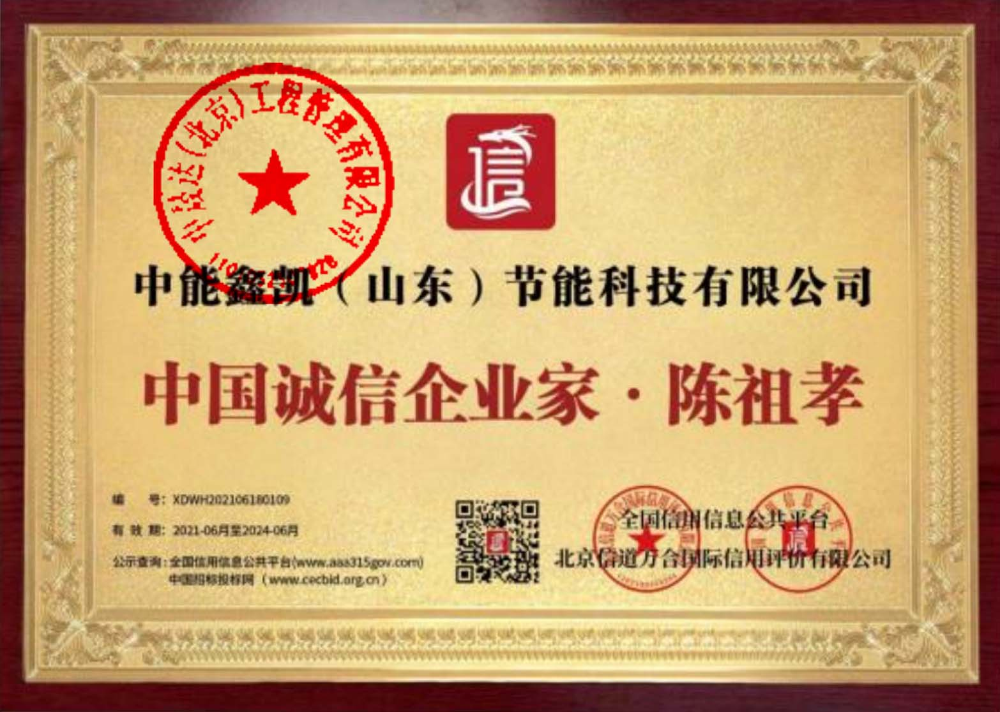 达(北京)工程管理有限公司
信
中能鑫凯（山东）节能科技有限公司
中国诚信企业家·陈祖孝
编 号：XDWH202106180109
有 效 期：2021-06月至2024-06月
公示查询：全国信用信息公共平台(www.aaa315gov.com)
中国招标投标网（www.cecbid.org.cn）
全国信用信息公共平台
北京信道万合国际信用评价有限公司